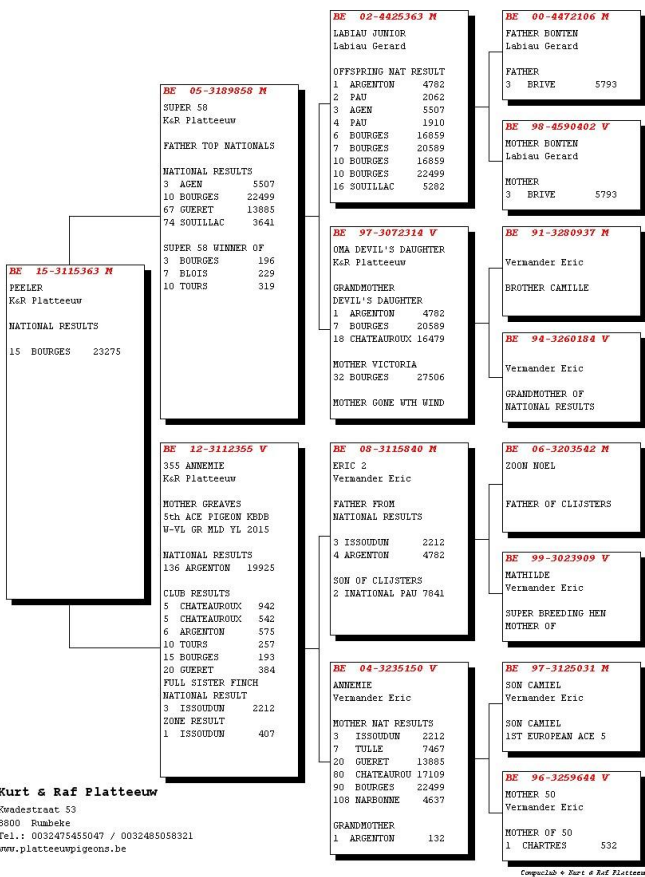 BE 15-3115363 M
PEELER
K&R Platteeuw
NATIONAL RESULTS
15 BOURGES 23275
BE 05-3189858 M
SUPER 58
K&R Platteeuw
FATHER TOP NATIONALS
NATIONAL RESULTS
3 AGEN 5507
10 BOURGES 22499
67 GUERET 13885
74 SOUILLAC 3641
SUPER 58 WINNER OF
3 BOURGES 196
7 BLOIS 229
10 TOURS 319
BE 12-3112355 V
355 ANNEMIE
K&R Platteeuw
MOTHER GREAVES
5th ACE PIGEON KBDB
W-VL GR MLD YL 2015
NATIONAL RESULTS
136 ARGENTON 19925
CLUB RESULTS
5 CHATEAUROUX 942
5 CHATEAUROUX 542
6 ARGENTON 575
10 TOURS 257
15 BOURGES 193
20 GUERET 384
FULL SISTER FINCH
NATIONAL RESULT
3 ISSOUDUN 2212
ZONE RESULT
1 ISSOUDUN 407
BE 02-4425363 M
LABIAU JUNIOR
Labiau Gerard
OFFSPRING NAT RESULT
1 ARGENTON 4782
2 PAU 2062
3 AGEN 5507
4 PAU 1910
6 BOURGES 16859
7 BOURGES 20589
10 BOURGES 16859
10 BOURGES 22499
16 SOUILLAC 5282
BE 97-3072314 V
OMA DEVIL'S DAUGHTER
K&R Platteeuw
GRANDMOTHER
DEVIL'S DAUGHTER
1 ARGENTON 4782
7 BOURGES 20589
18 CHATEAUROUX 16479
MOTHER VICTORIA
32 BOURGES 27506
MOTHER GONE WTH WIND
BE 08-3115840 M
ERIC 2
Vermander Eric
FATHER FROM
NATIONAL RESULTS
3 ISSOUDUN 2212
4 ARGENTON 4782
SON OF CLIJSTERS
2 INATIONAL PAU 7841
BE 04-3235150 V
ANNEMIE
Vermander Eric
MOTHER NAT RESULTS
3 ISSOUDUN 2212
7 TULLE 7467
20 GUERET 13885
80 CHATEAUROU 17109
90 BOURGES 22499
108 NARBONNE 4637
GRANDMOTHER
1 ARGENTON 132
BE 00-4472106 M
FATHER BONTEN
Labiau Gerard
FATHER
3 BRIVE 5793
BE 98-4590402 V
MOTHER BONTEN
Labiau Gerard
MOTHER
3 BRIVE 5793
BE 91-3280937 M
Vermander Eric
BROTHER CAMILLE
BE 94-3260184 V
Vermander Eric
GRANDMOTHER OF
NATIONAL RESULTS
BE 06-3203542 M
ZOON NOEL
FATHER OF CLIJSTERS
BE 99-3023909 V
MATHILDE
Vermander Eric
SUPER BREEDING HEN
MOTHER OF
BE 97-3125031 M
SON CAMIEL
Vermander Eric
SON CAMIEL
1ST EUROPEAN ACE 5
BE 96-3259644 V
MOTHER 50
Vermander Eric
MOTHER OF 50
1 CHARTRES 532
Kurt & Raf Platteeuw
Kwadestraat 53
8800 Rumbeke
Tel.: 0032475455047 / 0032485058321
www.platteeuwpigeons.be
Compuclub © Kurt & Raf Platteeuw